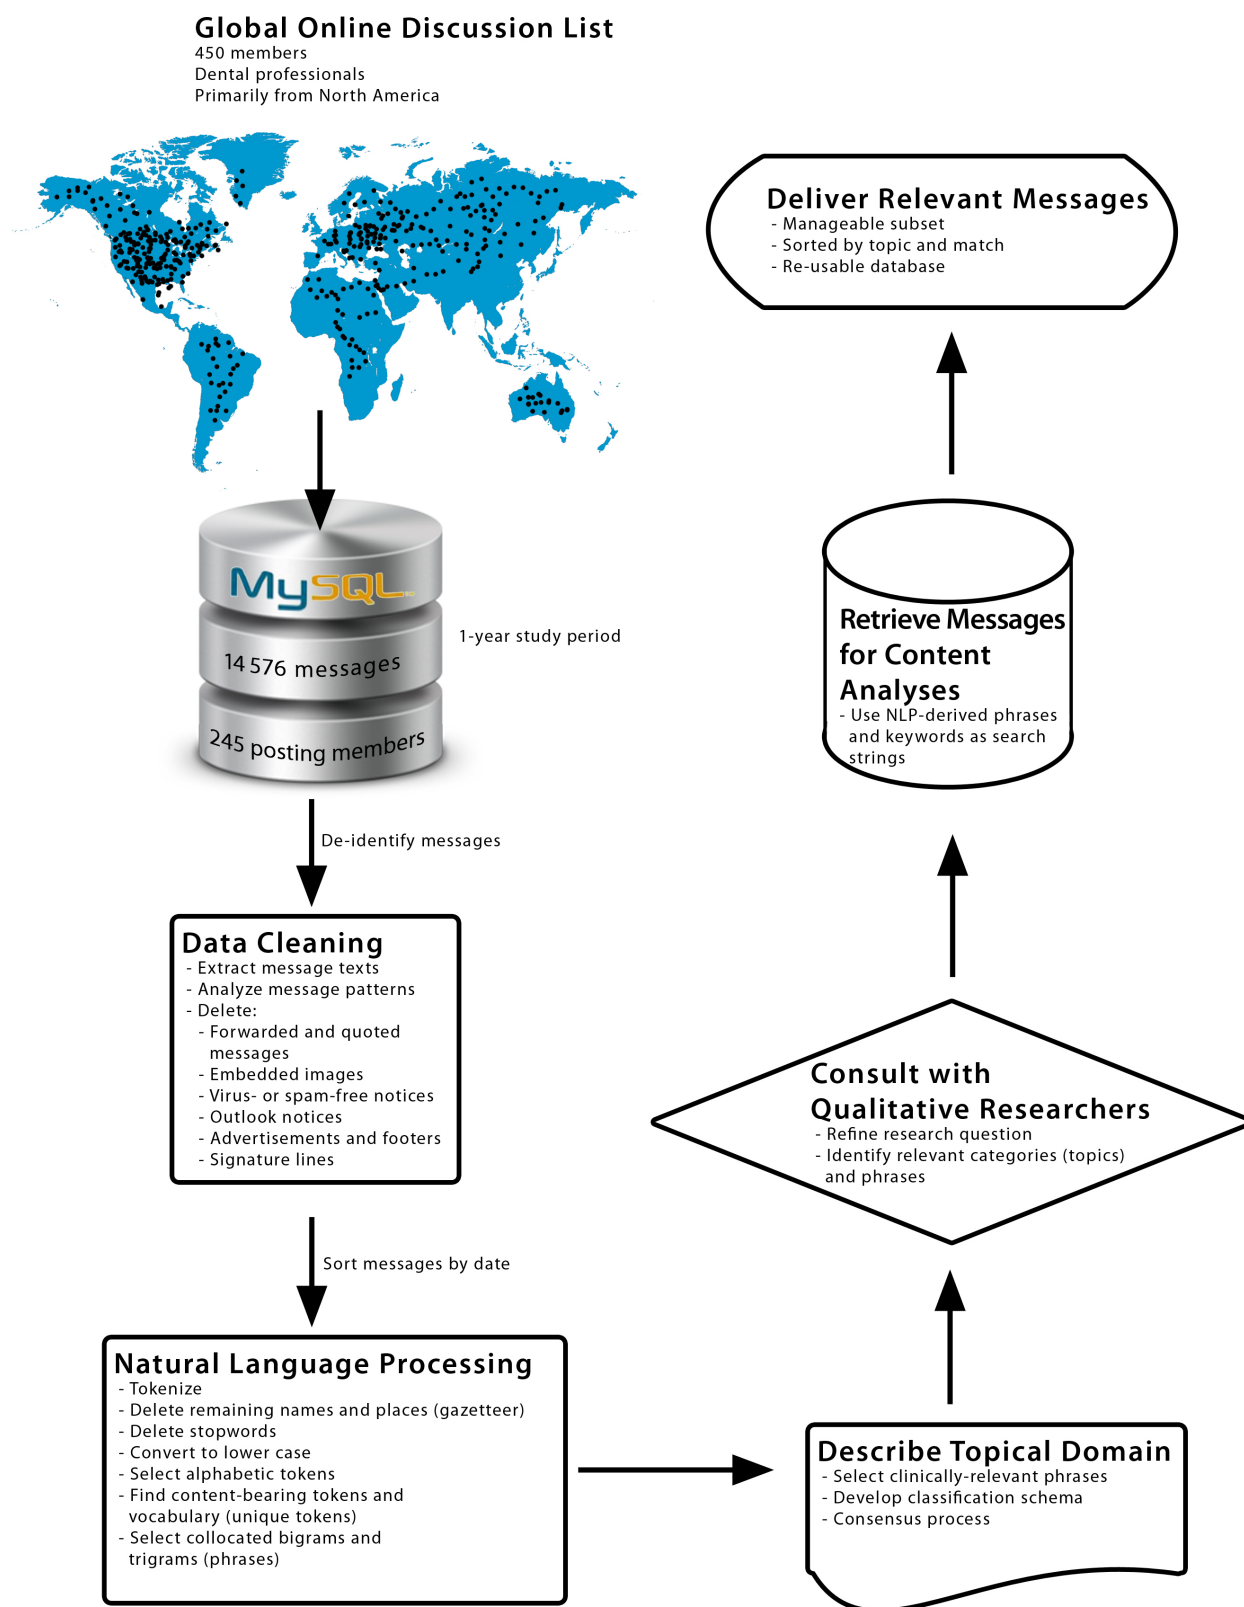 Global Online Discussion List
450 members
Dental professionals
Primarily from North America
MySQL
14 576 messages
245 posting members
1-year study period
De-identify messages
Data Cleaning
- Extract message texts
- Analyze message patterns
- Delete:
- Forwarded and quoted
messages
- Embedded images
- Virus- or spam-free notices
- Outlook notices
- Advertisements and footers
- Signature lines
Sort messages by date
Natural Language Processing
- Tokenize
- Delete remaining names and places (gazetteer)
- Delete stopwords
- Convert to lower case
- Select alphabetic tokens
- Find content-bearing tokens and
vocabulary (unique tokens)
- Select collocated bigrams and
trigrams (phrases)
Describe Topical Domain
- Select clinically-relevant phrases
- Develop classification schema
- Consensus process
Consult with
Qualitative Researchers
- Refine research question
- Identify relevant categories (topics)
and phrases
Retrieve Messages
for Content
Analyses
- Use NLP-derived phrases
and keywords as search
strings
Deliver Relevant Messages
- Manageable subset
- Sorted by topic and match
- Re-usable database